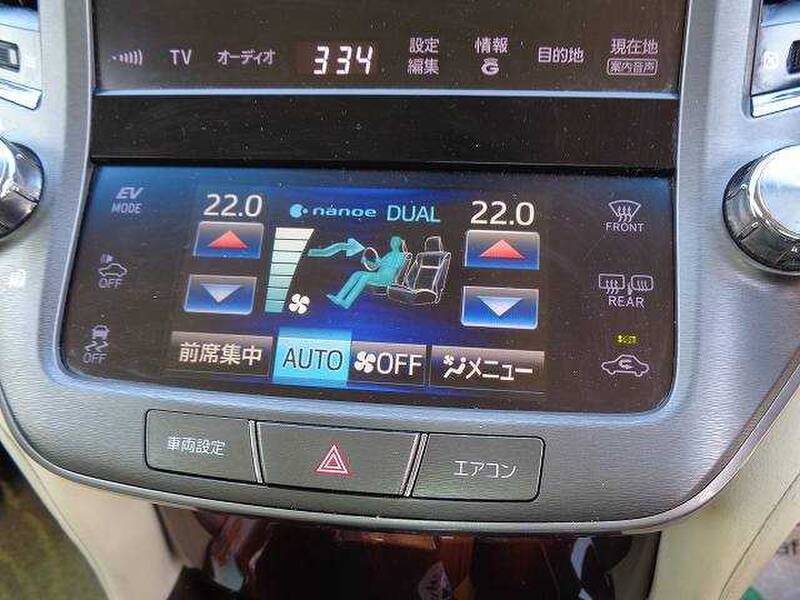 TV オーディオ 334 設定 編集 情報 G 目的地 現在地 案内音声
EV MODE
22.0 nanoe DUAL 22.0
FRONT
OFF
REAR
OFF
前席集中 AUTO OFF メニュー
車両設定 エアコン